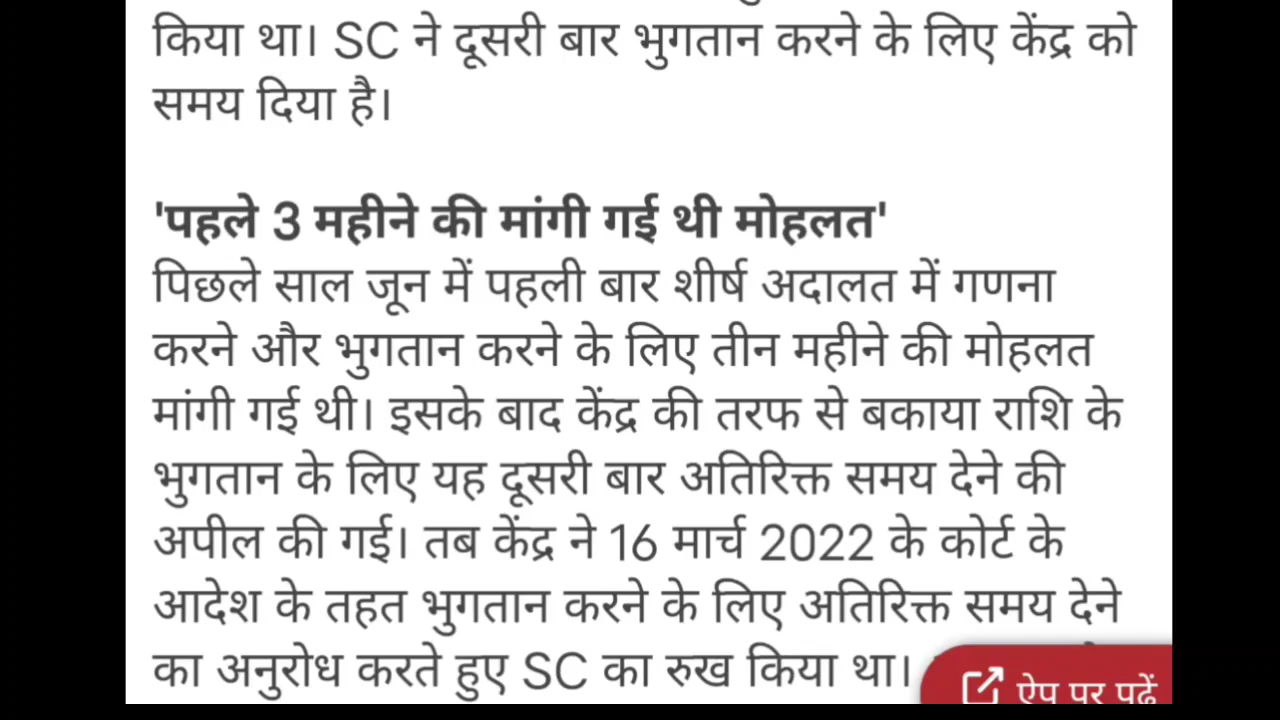 किया था। SC ने दूसरी बार भुगतान करने के लिए केंद्र को
समय दिया है।
'पहले 3 महीने की मांगी गई थी मोहलत'
पिछले साल जून में पहली बार शीर्ष अदालत में गणना
करने और भुगतान करने के लिए तीन महीने की मोहलत
मांगी गई थी। इसके बाद केंद्र की तरफ से बकाया राशि के
भुगतान के लिए यह दूसरी बार अतिरिक्त समय देने की
अपील की गई। तब केंद्र ने 16 मार्च 2022 के कोर्ट के
आदेश के तहत भुगतान करने के लिए अतिरिक्त समय देने
का अनुरोध करते हुए SC का रुख किया था।
ऐप पर पढ़ें